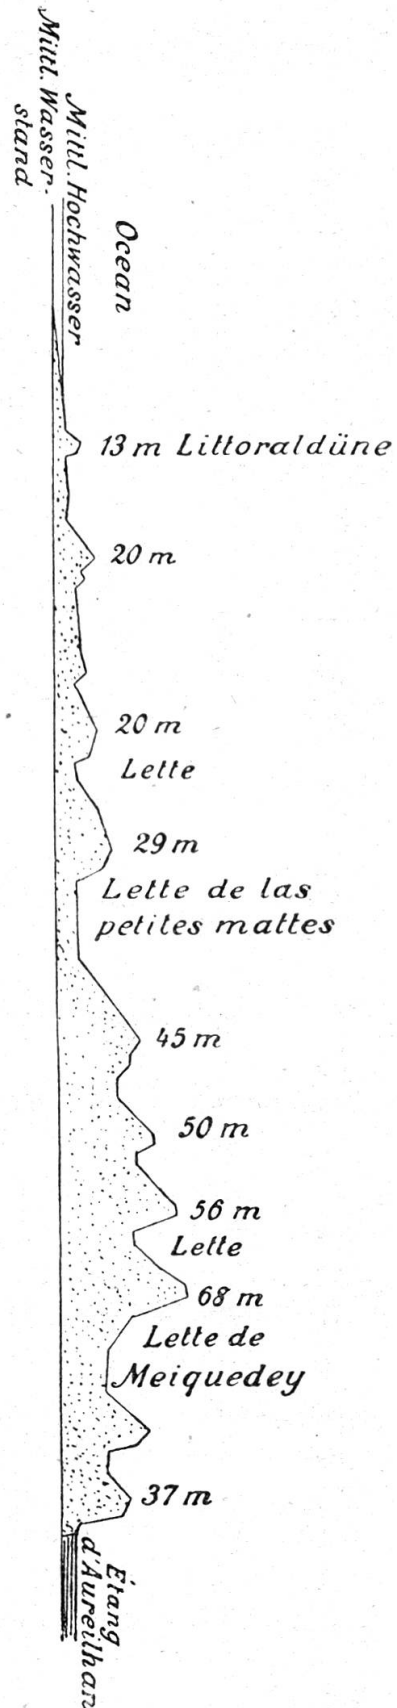 Mittl. Wasser-
stand
Mittl. Hochwasser
Ocean
13 m Littoraldüne
20 m
20 m
Lette
29 m
Lette de las
petites mattes
45 m
50 m
56 m
Lette
68 m
Lette de
Meiquedey
37 m
Étang
d'Aureilhan